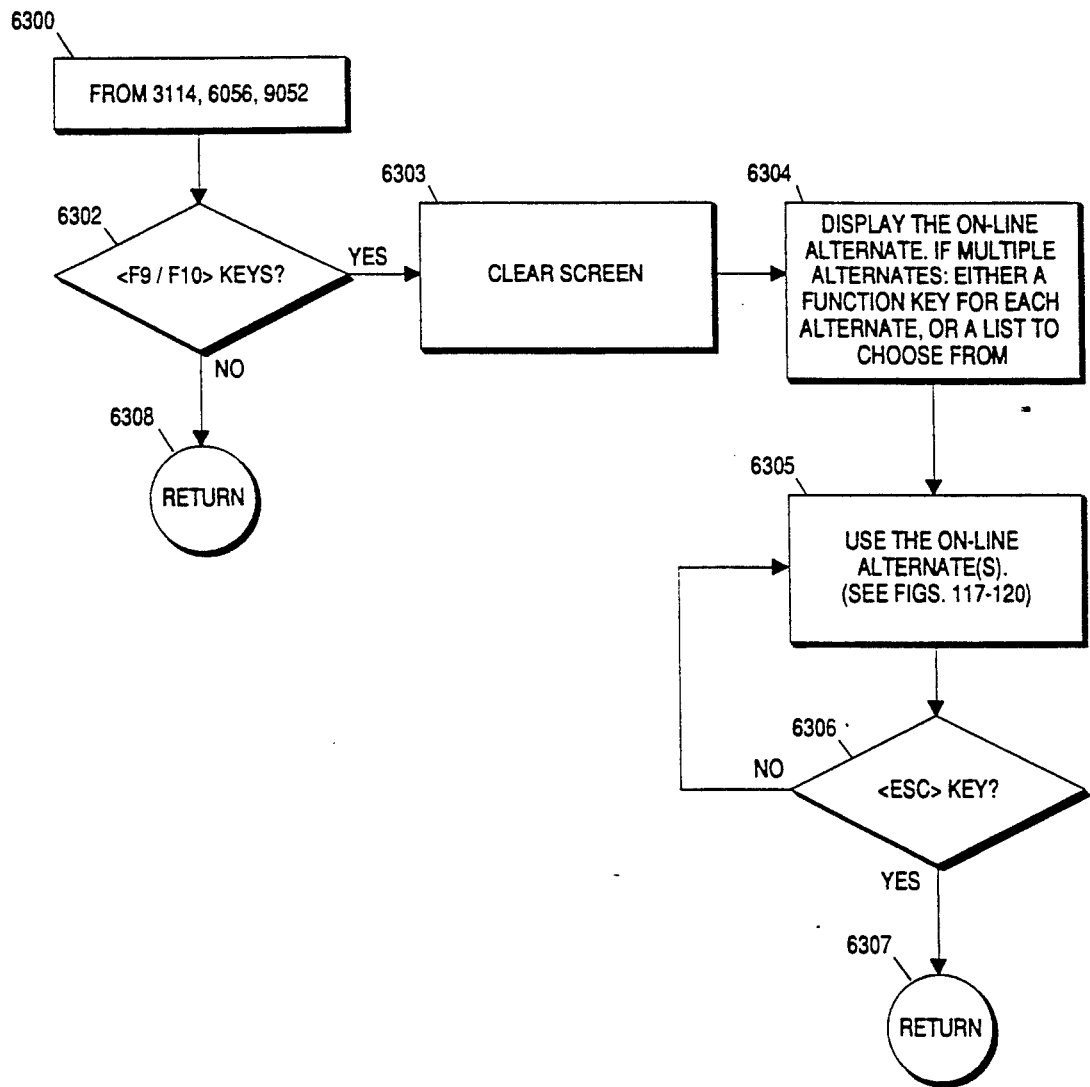 6300
FROM 3114, 6056, 9052
6302
<F9 / F10> KEYS?
YES
NO
6303
CLEAR SCREEN
6304
DISPLAY THE ON-LINE
ALTERNATE. IF MULTIPLE
ALTERNATES: EITHER A
FUNCTION KEY FOR EACH
ALTERNATE, OR A LIST TO
CHOOSE FROM
6308
RETURN
6305
USE THE ON-LINE
ALTERNATE(S).
(SEE FIGS. 117-120)
6306
NO
<ESC> KEY?
YES
6307
RETURN